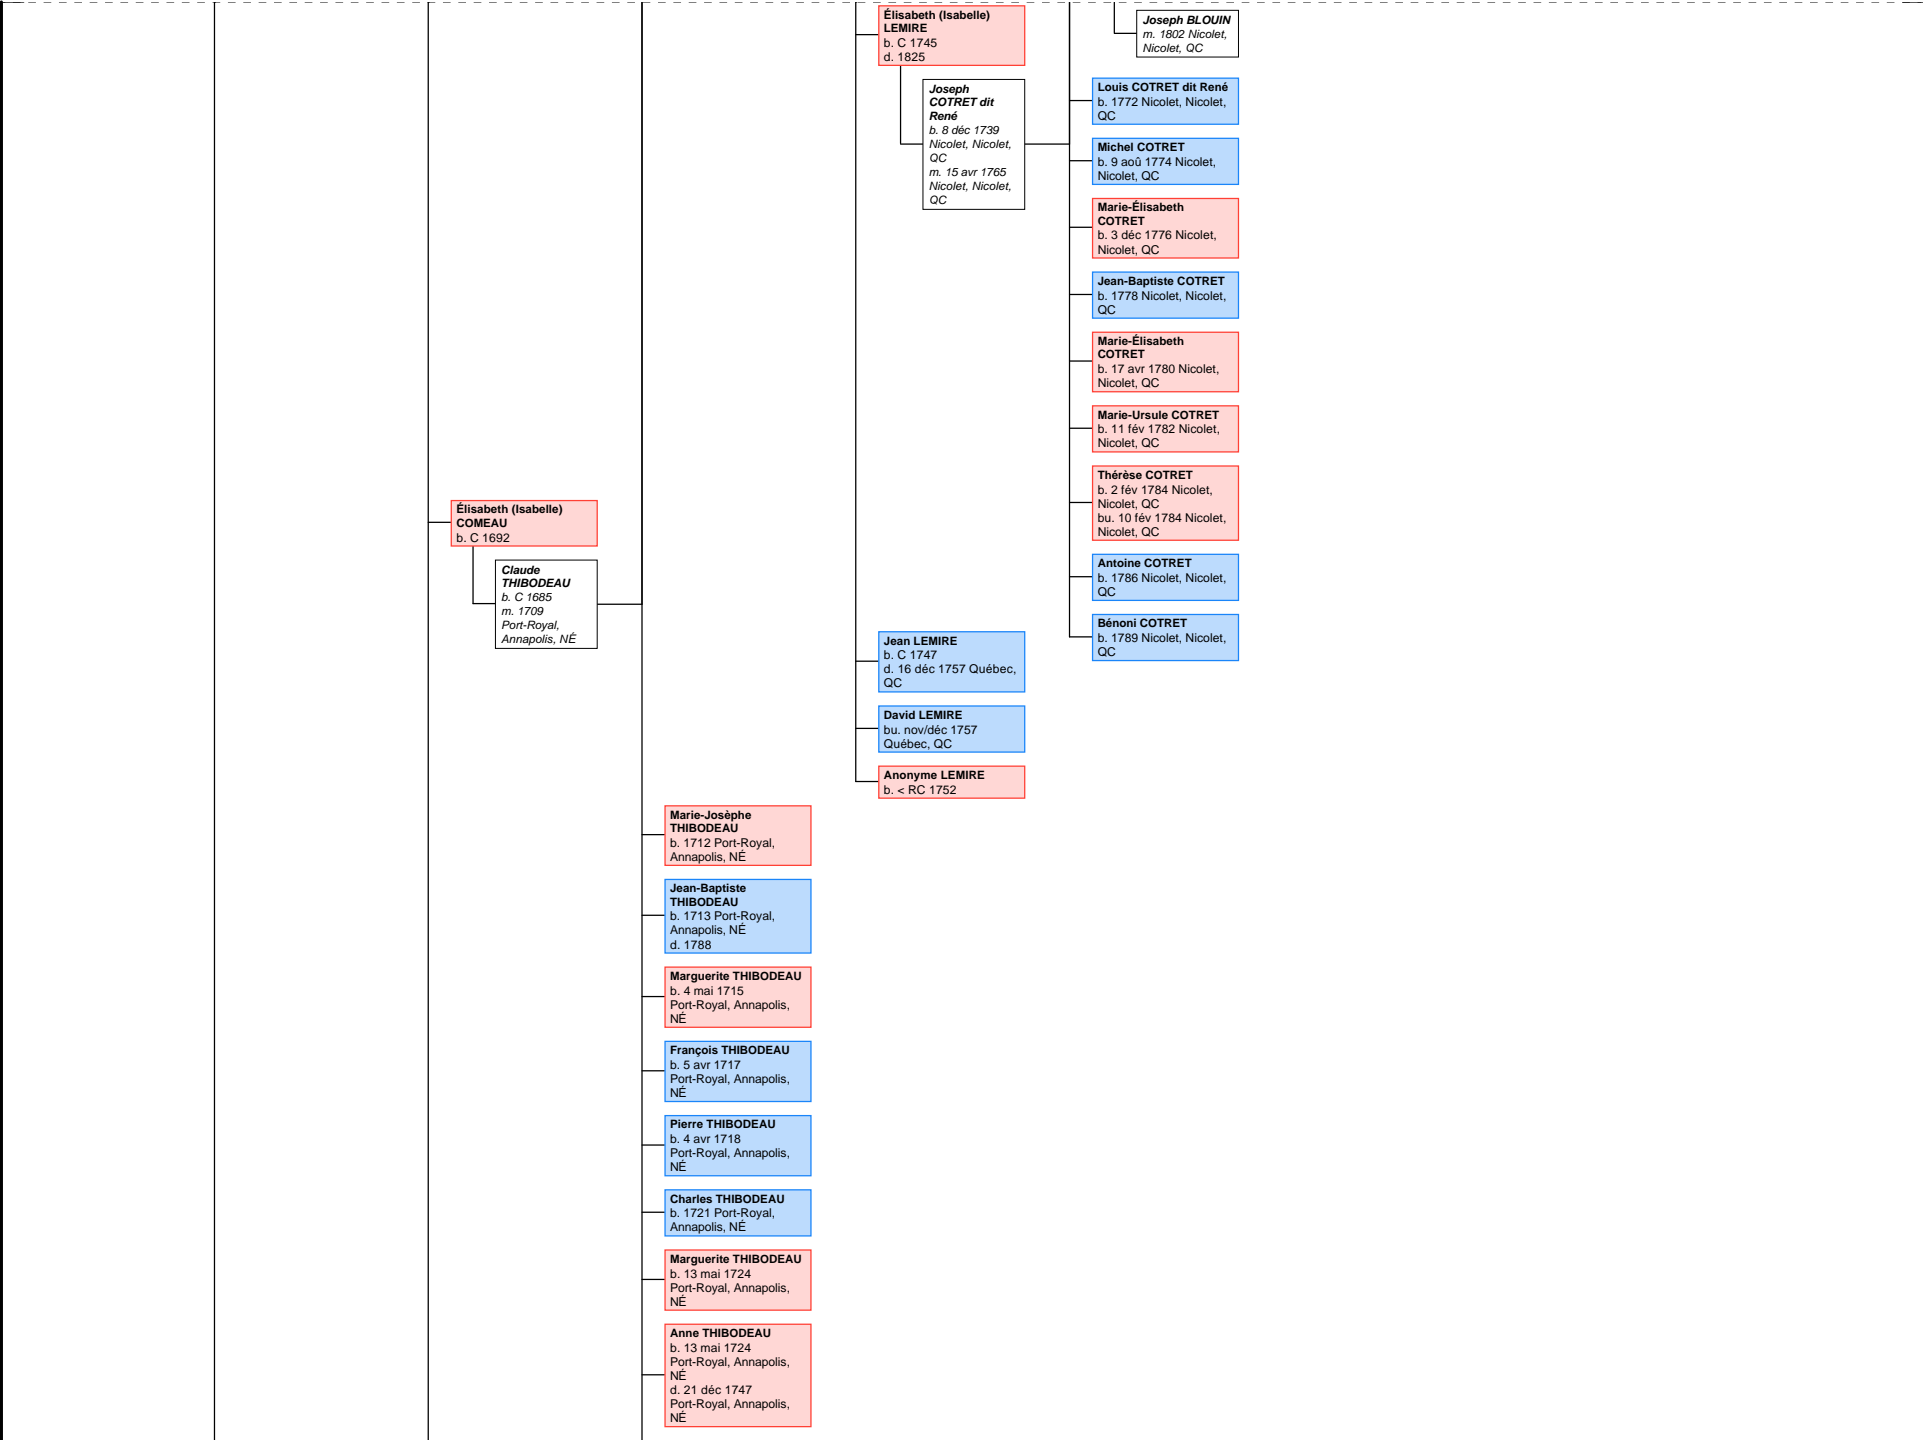 Élisabeth (Isabelle)
LEMIRE
b. C 1745
d. 1825
Joseph BLOUIN
m. 1802 Nicolet,
Nicolet, QC
Joseph
COTRET dit
René
b. 8 déc 1739
Nicolet, Nicolet,
QC
m. 15 avr 1765
Nicolet, Nicolet,
QC
Louis COTRET dit René
b. 1772 Nicolet, Nicolet,
QC
Michel COTRET
b. 9 aoû 1774 Nicolet,
Nicolet, QC
Marie-Élisabeth
COTRET
b. 3 déc 1776 Nicolet,
Nicolet, QC
Jean-Baptiste COTRET
b. 1778 Nicolet, Nicolet,
QC
Marie-Élisabeth
COTRET
b. 17 avr 1780 Nicolet,
Nicolet, QC
Marie-Ursule COTRET
b. 11 fév 1782 Nicolet,
Nicolet, QC
Thérèse COTRET
b. 2 fév 1784 Nicolet,
Nicolet, QC
bu. 10 fév 1784 Nicolet,
Nicolet, QC
Antoine COTRET
b. 1786 Nicolet, Nicolet,
QC
Bénoni COTRET
b. 1789 Nicolet, Nicolet,
QC
Élisabeth (Isabelle)
COMEAU
b. C 1692
Claude
THIBODEAU
b. C 1685
m. 1709
Port-Royal,
Annapolis, NÉ
Jean LEMIRE
b. C 1747
d. 16 déc 1757 Québec,
QC
David LEMIRE
bu. nov/déc 1757
Québec, QC
Anonyme LEMIRE
b. < RC 1752
Marie-Josèphe
THIBODEAU
b. 1712 Port-Royal,
Annapolis, NÉ
Jean-Baptiste
THIBODEAU
b. 1713 Port-Royal,
Annapolis, NÉ
d. 1788
Marguerite THIBODEAU
b. 4 mai 1715
Port-Royal, Annapolis,
NÉ
François THIBODEAU
b. 5 avr 1717
Port-Royal, Annapolis,
NÉ
Pierre THIBODEAU
b. 4 avr 1718
Port-Royal, Annapolis,
NÉ
Charles THIBODEAU
b. 1721 Port-Royal,
Annapolis, NÉ
Marguerite THIBODEAU
b. 13 mai 1724
Port-Royal, Annapolis,
NÉ
Anne THIBODEAU
b. 13 mai 1724
Port-Royal, Annapolis,
NÉ
d. 21 déc 1747
Port-Royal, Annapolis,
NÉ